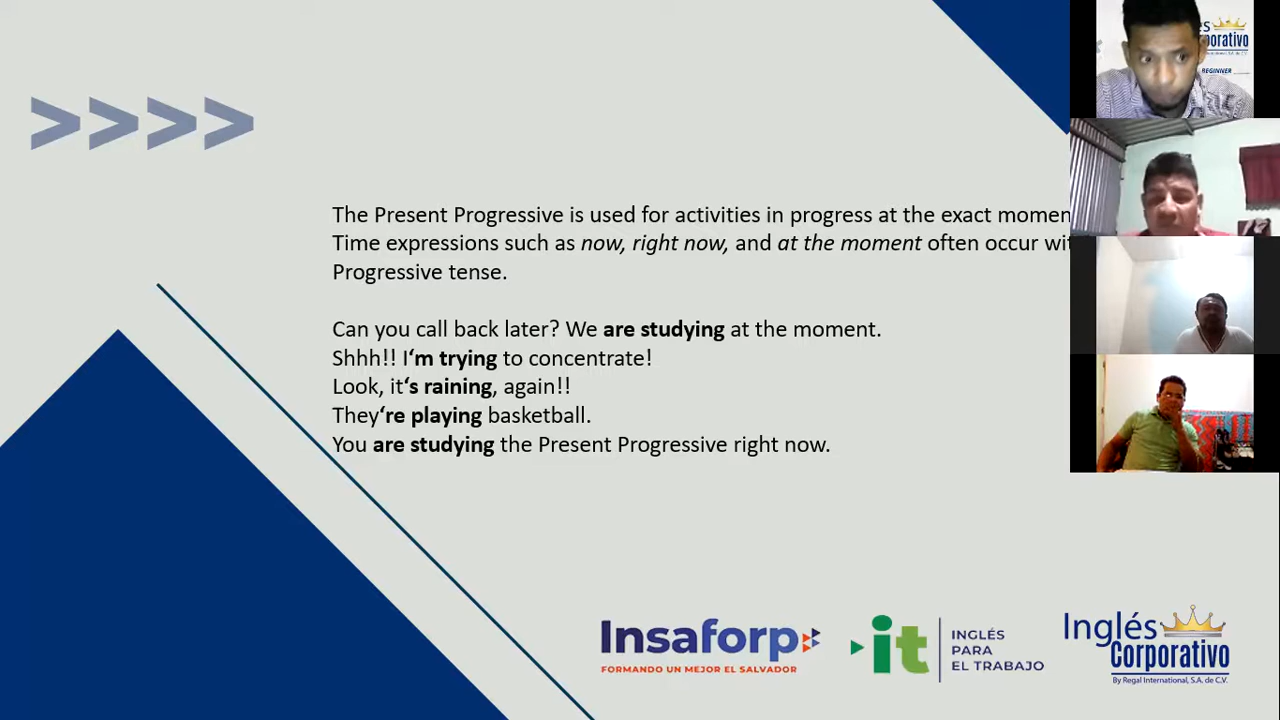 >>>>
The Present Progressive is used for activities in progress at the exact
Time expressions such as now, right now, and at the moment often occur
Progressive tense.
Can you call back later? We are studying at the moment.
Shhh!! I‘m trying to concentrate!
Look, it‘s raining, again!!
They‘re playing basketball.
You are studying the Present Progressive right now.
Insaforp
FORMANDO UN MEJOR EL SALVADOR
it
INGLÉS
PARA
EL TRABAJO
Inglés
Corporativo
By Regal International, S.A. de C.V.
BEGINNER